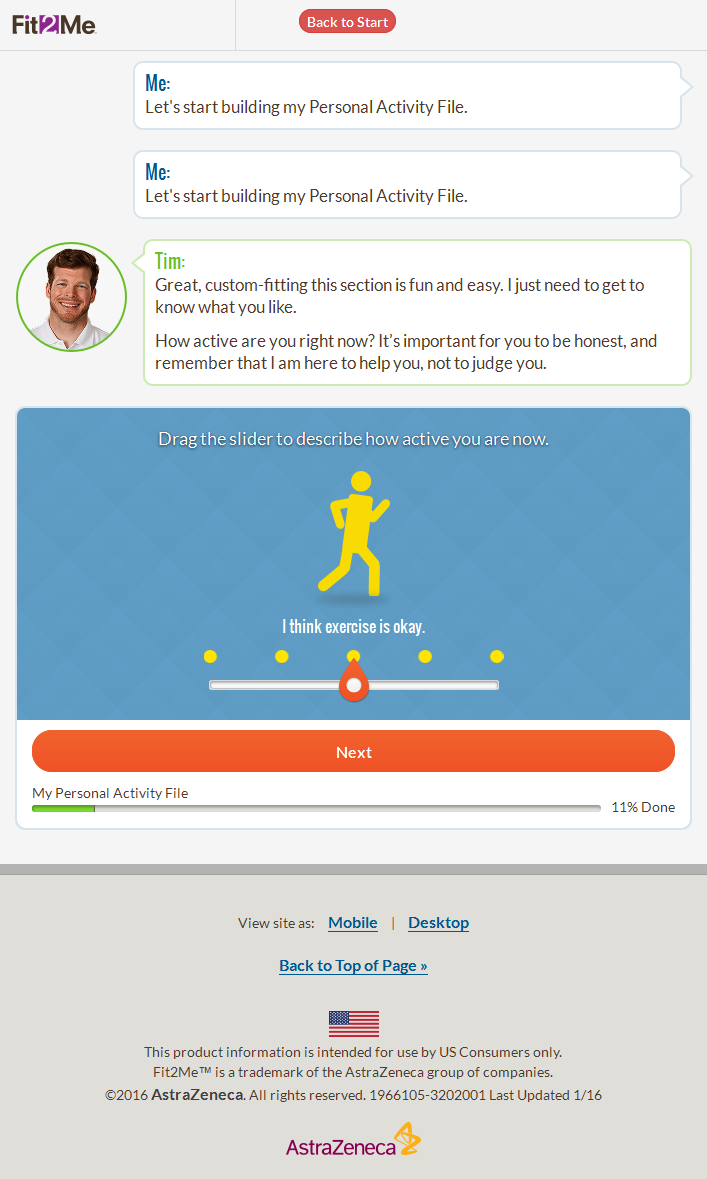 Fit2Me
Back to Start
Me:
Let's start building my Personal Activity File.
Me:
Let's start building my Personal Activity File.
Tim:
Great, custom-fitting this section is fun and easy. I just need to get to
know what you like.
How active are you right now? It's important for you to be honest, and
remember that I am here to help you, not to judge you.
Drag the slider to describe how active you are now.
I think exercise is okay.
Next
My Personal Activity File
11% Done
View site as: Mobile | Desktop
Back to Top of Page »
This product information is intended for use by US Consumers only.
Fit2Me™ is a trademark of the AstraZeneca group of companies.
©2016 AstraZeneca. All rights reserved. 1966105-3202001 Last Updated 1/16
AstraZeneca